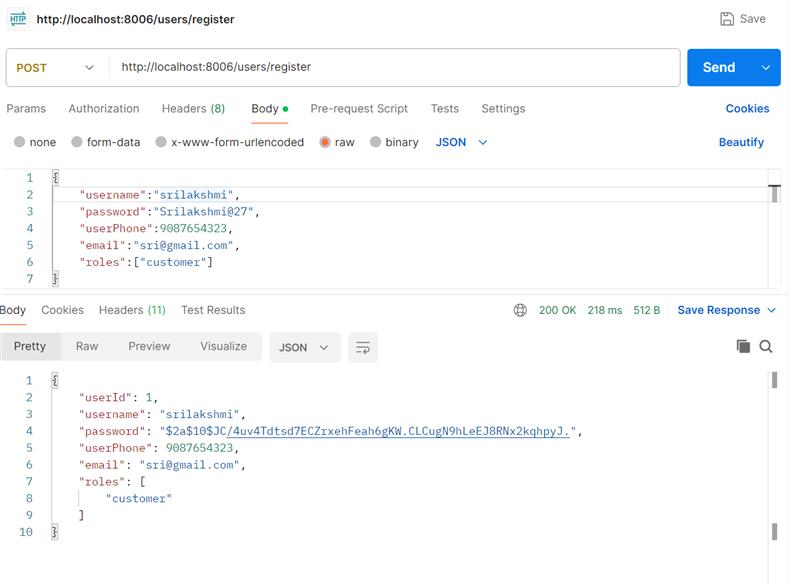 HTTP http://localhost:8006/users/register Save
POST http://localhost:8006/users/register Send
Params Authorization Headers (8) Body Pre-request Script Tests Settings Cookies
none form-data x-www-form-urlencoded raw binary JSON Beautify
1 {
2 "username":"srilakshmi",
3 "password":"Srilakshmi@27",
4 "userPhone":9087654323,
5 "email":"sri@gmail.com",
6 "roles":["customer"]
7 }
Body Cookies Headers (11) Test Results 200 OK 218 ms 512 B Save Response
Pretty Raw Preview Visualize JSON
1 {
2 "userId": 1,
3 "username": "srilakshmi",
4 "password": "$2a$10$JC/4uv4Tdtsd7ECZrxehFeah6gKW.CLCugN9hLeEJ8RNx2kqhpyJ.",
5 "userPhone": 9087654323,
6 "email": "sri@gmail.com",
7 "roles": [
8 "customer"
9 ]
10 }